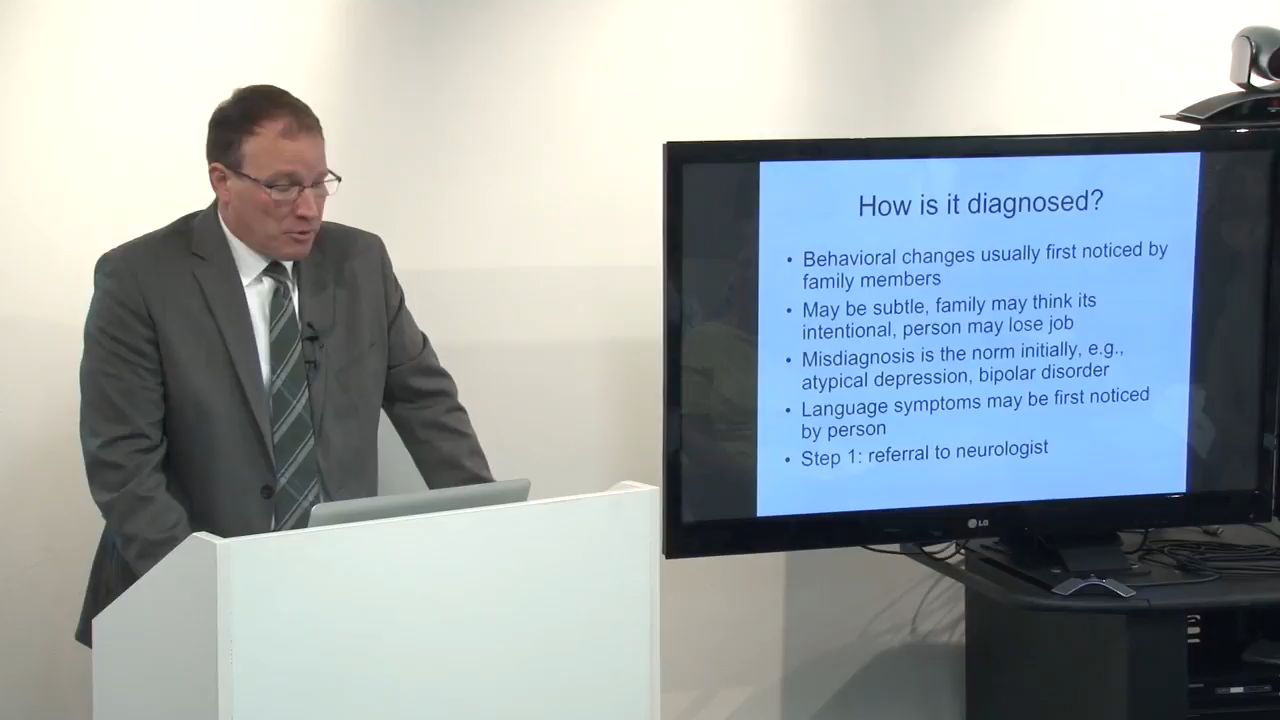 How is it diagnosed?
• Behavioral changes usually first noticed by
family members
• May be subtle, family may think its
intentional, person may lose job
• Misdiagnosis is the norm initially, e.g.,
atypical depression, bipolar disorder
• Language symptoms may be first noticed
by person
• Step 1: referral to neurologist
LG